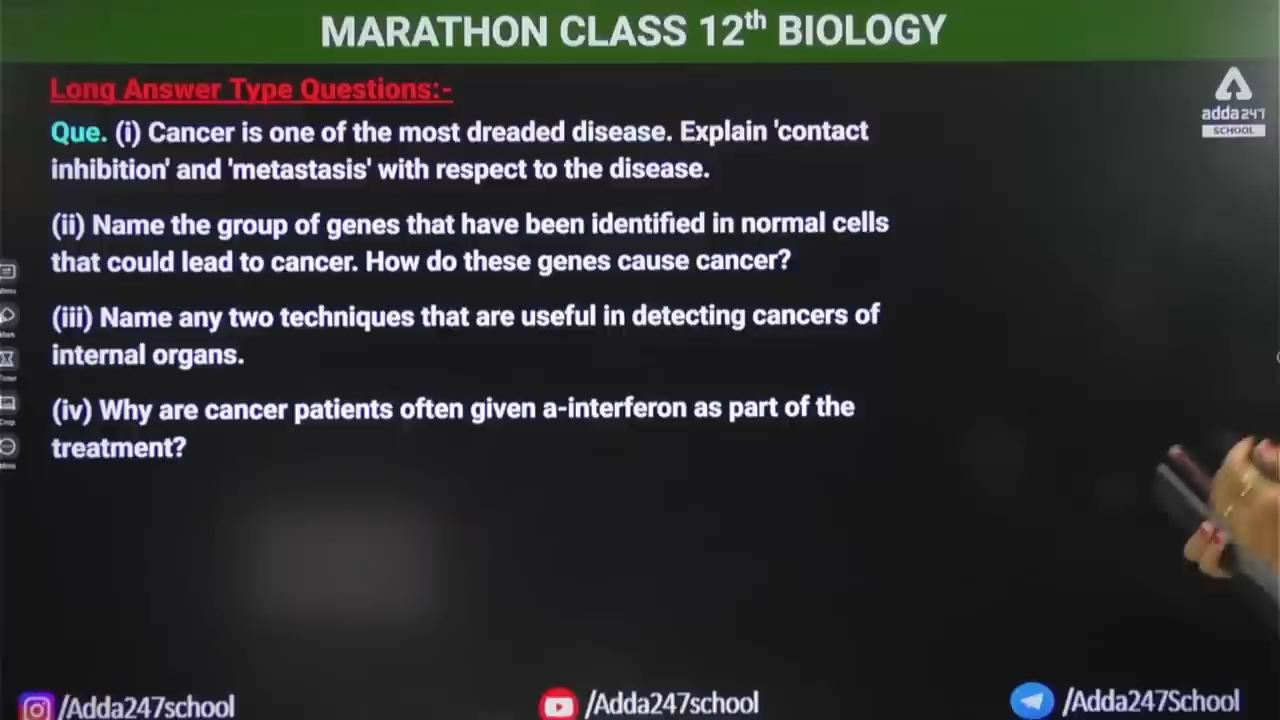 MARATHON CLASS 12th BIOLOGY
Long Answer Type Questions:-
adda247
SCHOOL
Que. (i) Cancer is one of the most dreaded disease. Explain 'contact
inhibition' and 'metastasis' with respect to the disease.
(ii) Name the group of genes that have been identified in normal cells
that could lead to cancer. How do these genes cause cancer?
(iii) Name any two techniques that are useful in detecting cancers of
internal organs.
(iv) Why are cancer patients often given a-interferon as part of the
treatment?
/Adda247school
/Adda247school
/Adda247School